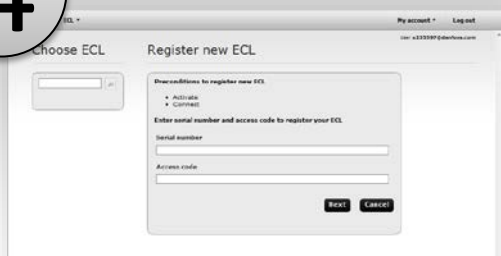 +
ECL
My account
Log out
Choose ECL
Register new ECL
Preconditions to register new ECL
• Activate
• Connect
Enter serial number and access code to register your ECL
Serial number
Access code
Next
Cancel